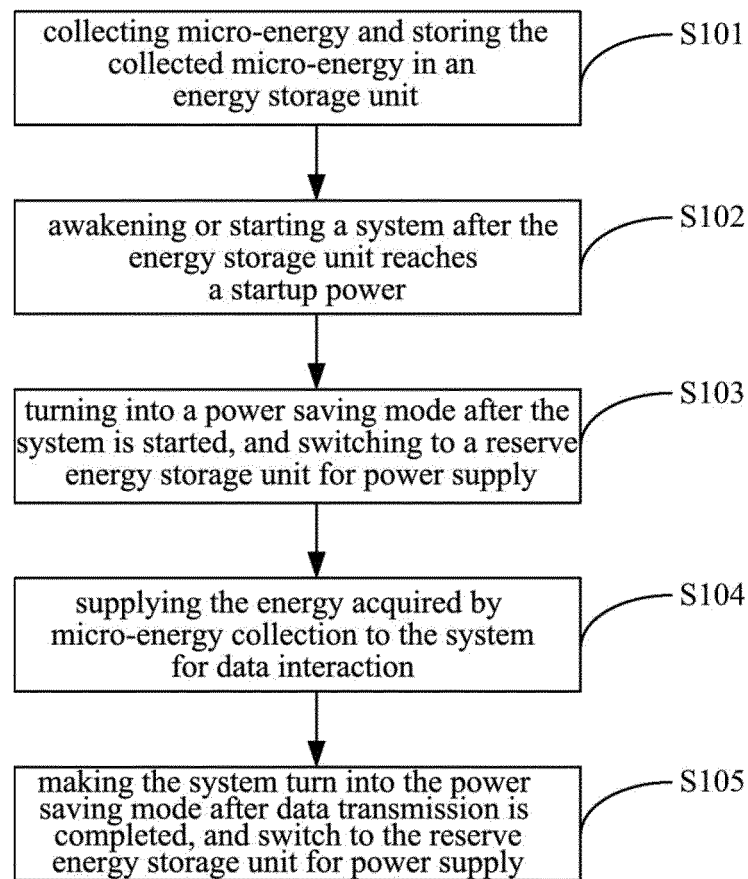 collecting micro-energy and storing the
collected micro-energy in an
energy storage unit
S101
awakening or starting a system after the
energy storage unit reaches
a startup power
S102
turning into a power saving mode after the
system is started, and switching to a reserve
energy storage unit for power supply
S103
supplying the energy acquired by
micro-energy collection to the system
for data interaction
S104
making the system turn into the power
saving mode after data transmission is
completed, and switch to the reserve
energy storage unit for power supply
S105